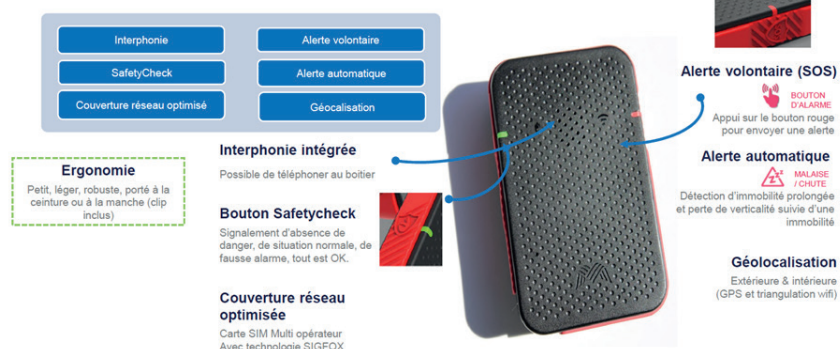 Interphonie
Alerte volontaire
SafetyCheck
Alerte automatique
Couverture réseau optimisé
Géocalisation
Ergonomie
Petit, léger, robuste, porté à la
ceinture ou à la manche (clip
inclus)
Interphonie intégrée
Possible de téléphoner au boitier
Bouton Safetycheck
Signalement d'absence de
danger, de situation normale, de
fausse alarme, tout est OK.
Couverture réseau
optimisée
Carte SIM Multi opérateur
Avec technologie SIGFOX
Alerte volontaire (SOS)
BOUTON
D'ALARME
Appui sur le bouton rouge
pour envoyer une alerte
Alerte automatique
MALAISE
/ CHUTE
Détection d'immobilité prolongée
et perte de verticalité suivie d'une
immobilité
Géolocalisation
Extérieure & intérieure
(GPS et triangulation wifi)